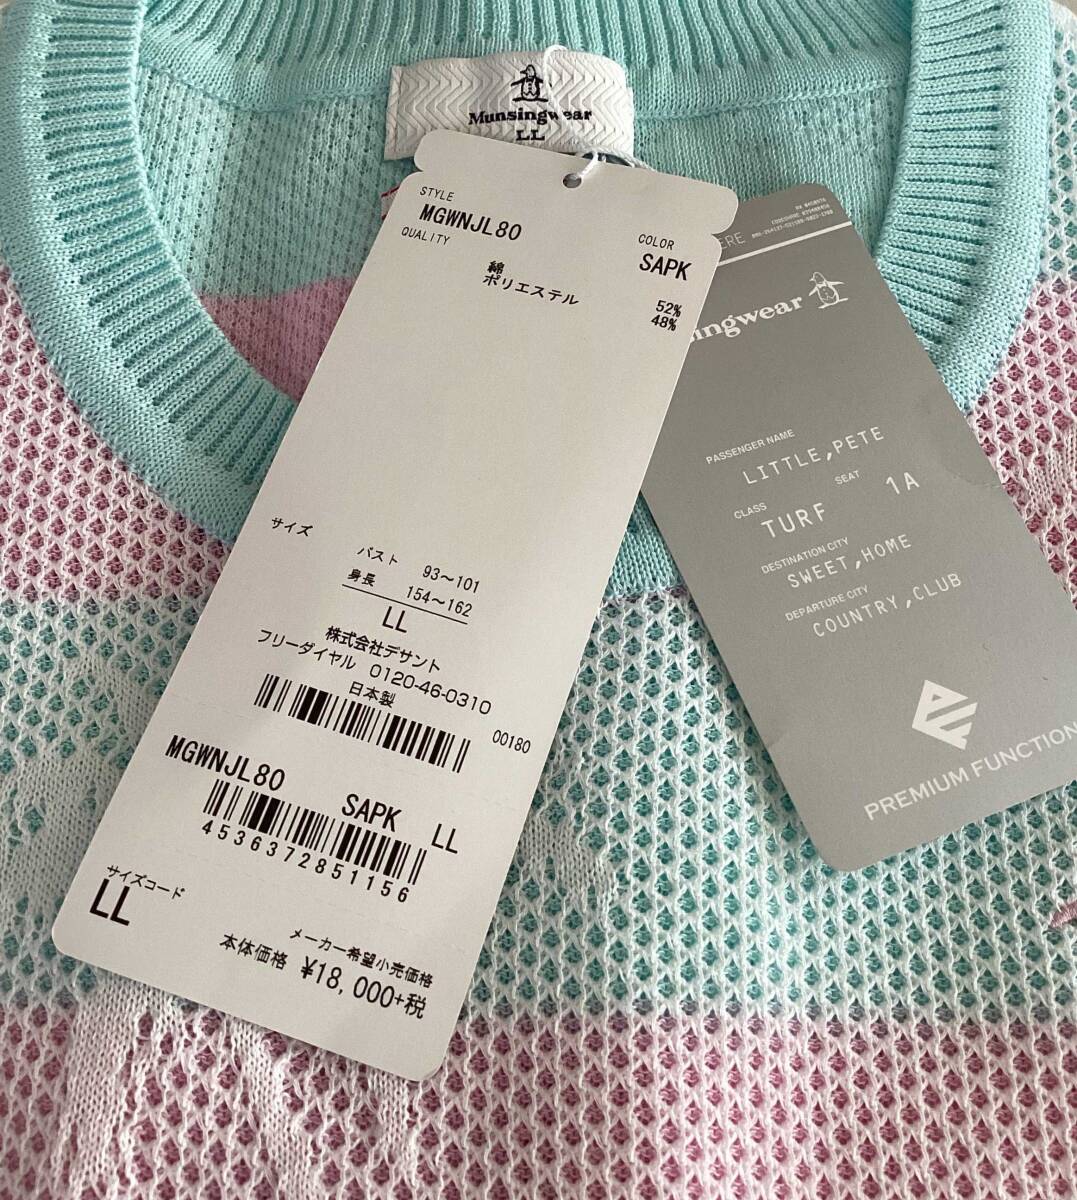 Munsingwear
LL
STYLE
MGWNJL80
QUALITY
COLOR
SAPK
綿 52%
ポリエステル 48%
サイズ
バスト 93～101
身長 154～162
LL
株式会社デサント
フリーダイヤル 0120-46-0310
日本製
00180
MGWNJL80 SAPK LL
4536372851156
サイズコード
LL
メーカー希望小売価格
本体価格 ¥18,000+税
ERE
ingwear
PASSENGER NAME
LITTLE,PETE
CLASS
TURF
SEAT
1A
DESTINATION CITY
SWEET,HOME
DEPARTURE CITY
COUNTRY,CLUB
PREMIUM FUNCTION